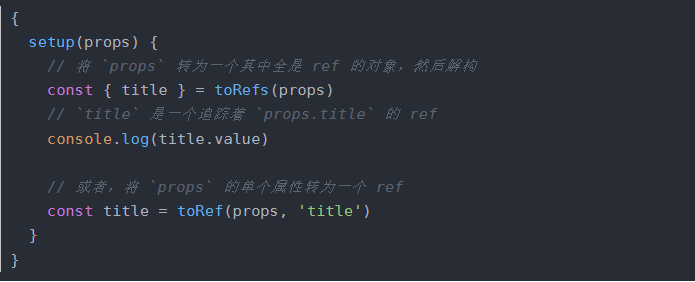 {
  setup(props) {
    // 将 `props` 转为一个其中全是 ref 的对象，然后解构
    const { title } = toRefs(props)
    // `title` 是一个追踪着 `props.title` 的 ref
    console.log(title.value)

    // 或者，将 `props` 的单个属性转为一个 ref
    const title = toRef(props, 'title')
  }
}